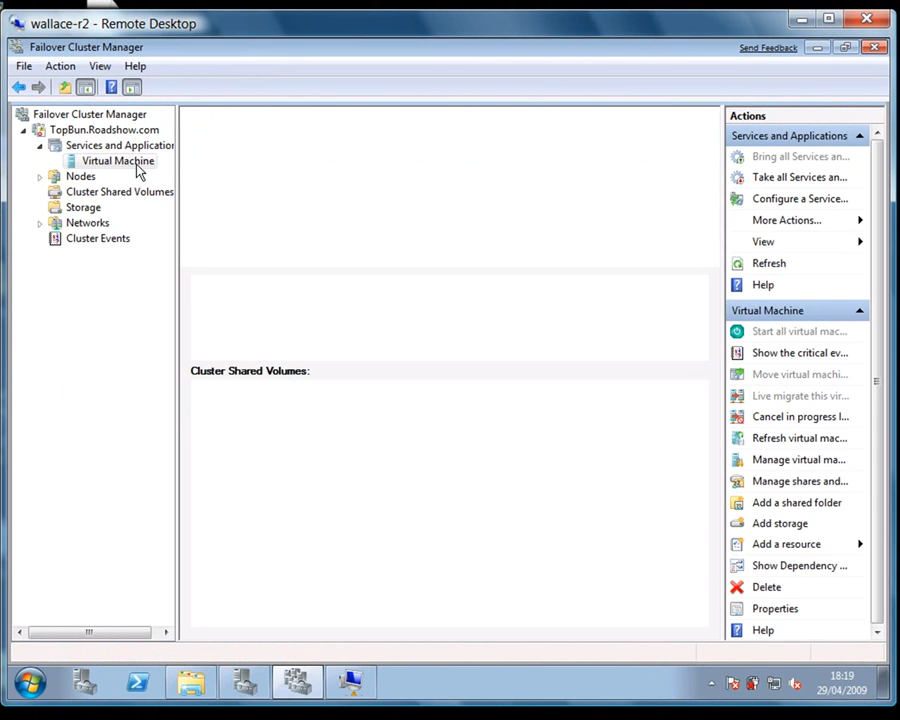 wallace-r2 - Remote Desktop
Failover Cluster Manager
Send Feedback
File Action View Help
Failover Cluster Manager
TopBun.Roadshow.com
Services and Application
Virtual Machine
Nodes
Cluster Shared Volumes
Storage
Networks
Cluster Events
Cluster Shared Volumes:
Actions
Services and Applications
Bring all Services an...
Take all Services an...
Configure a Service...
More Actions...
View
Refresh
Help
Virtual Machine
Start all virtual mac...
Show the critical ev...
Move virtual machi...
Live migrate this vir...
Cancel in progress l...
Refresh virtual mac...
Manage virtual ma...
Manage shares and...
Add a shared folder
Add storage
Add a resource
Show Dependency ...
Delete
Properties
Help
18:19
29/04/2009